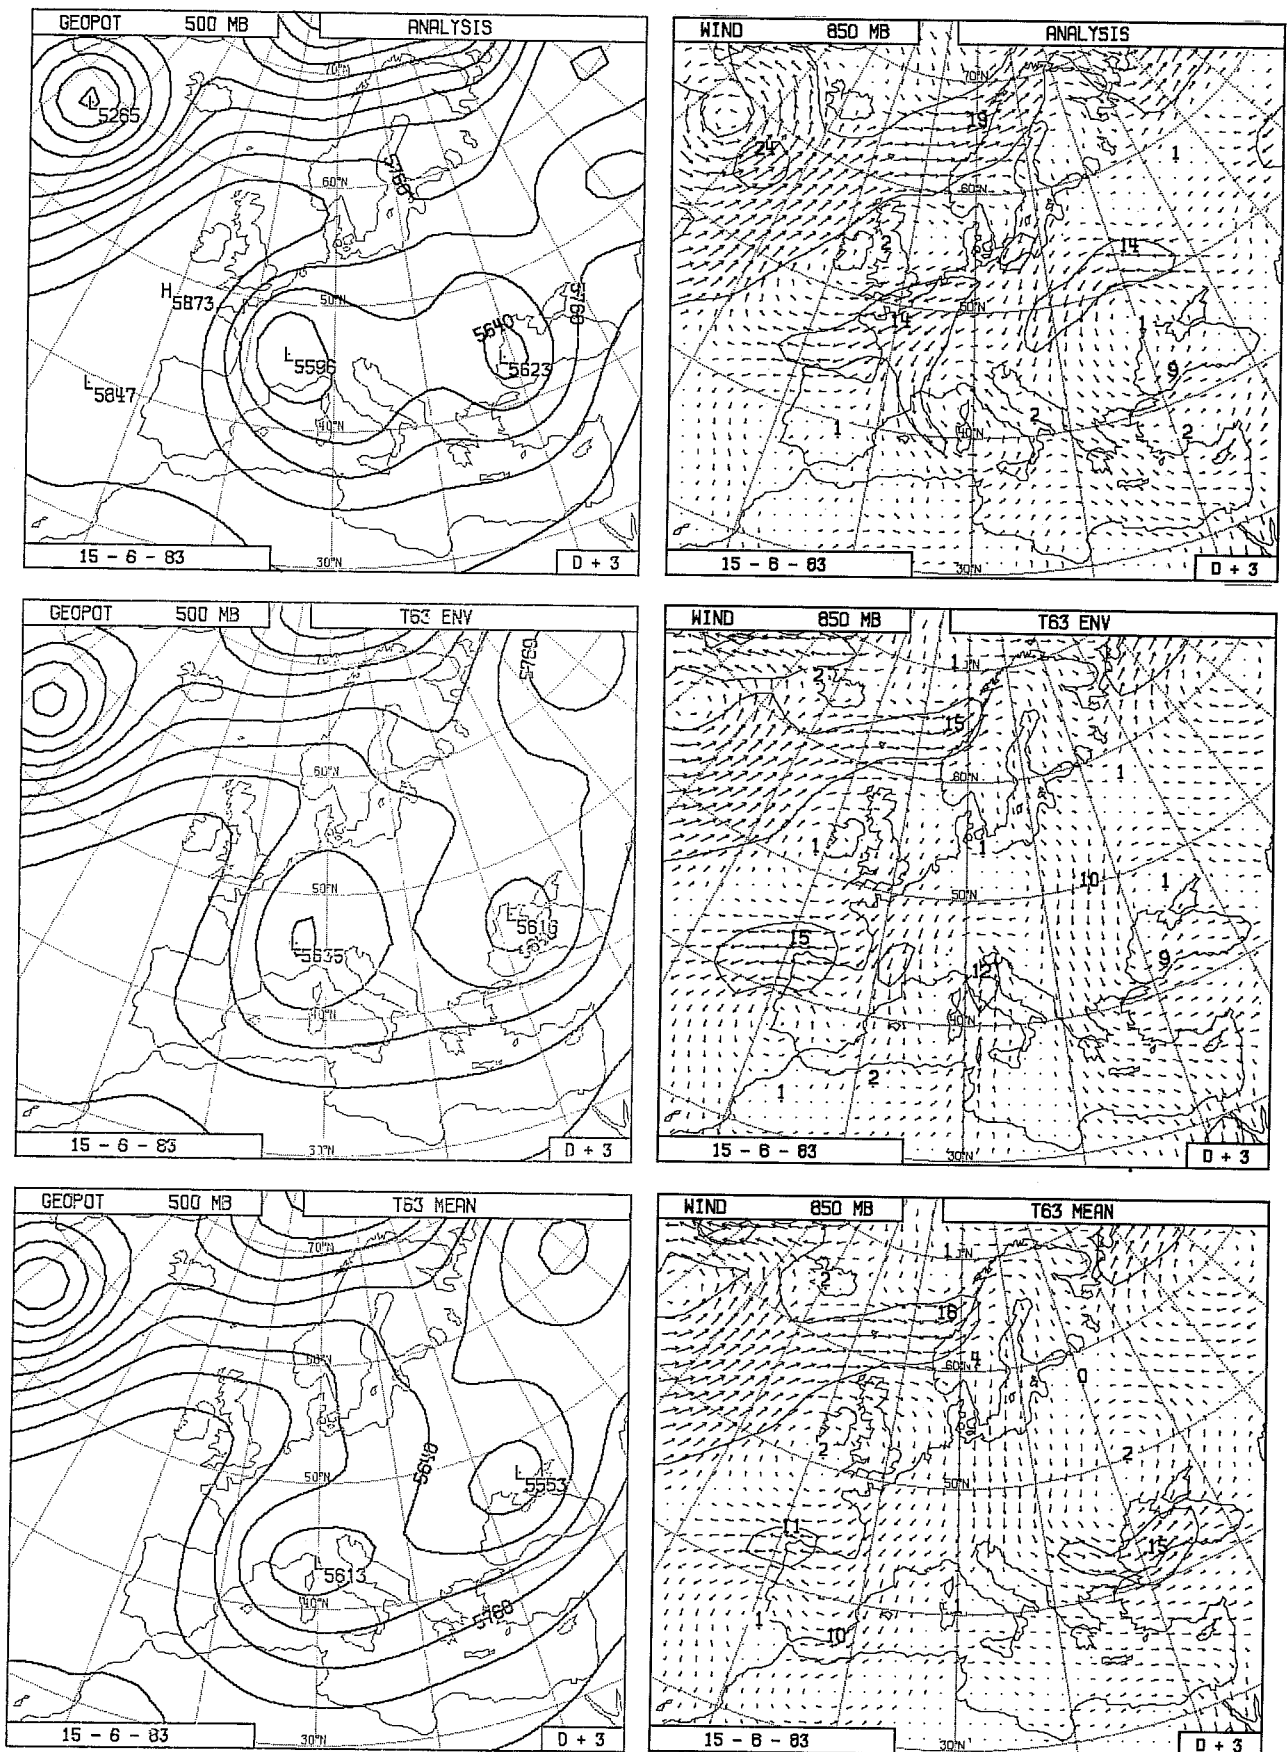 GEOPOT 500 MB ANALYSIS
70°N
5265
5760
60°N
H 5873
50°N
5760
5640
L 5596
L 5623
L 5847
40°N
15 - 6 - 83
30°N
D + 3
WIND 850 MB ANALYSIS
70°N
19
24
1
60°N
2
14
50°N
14
1
9
2
1
40°N
2
15 - 6 - 83
30°N
D + 3
GEOPOT 500 MB T63 ENV
70°N
5760
60°N
50°N
L 5616
L 5635
40°N
15 - 6 - 83
30°N
D + 3
WIND 850 MB T63 ENV
1
2
15
60°N
1
1
1
50°N
10
1
15
12
9
40°N
2
1
15 - 6 - 83
30°N
D + 3
GEOPOT 500 MB T63 MEAN
70°N
60°N
50°N
5640
L 5553
L 5613
40°N
5760
15 - 6 - 83
30°N
D + 3
WIND 850 MB T63 MEAN
1
2
16
4
60°N
0
2
2
50°N
11
15
1
1
10
15 - 6 - 83
30°N
D + 3